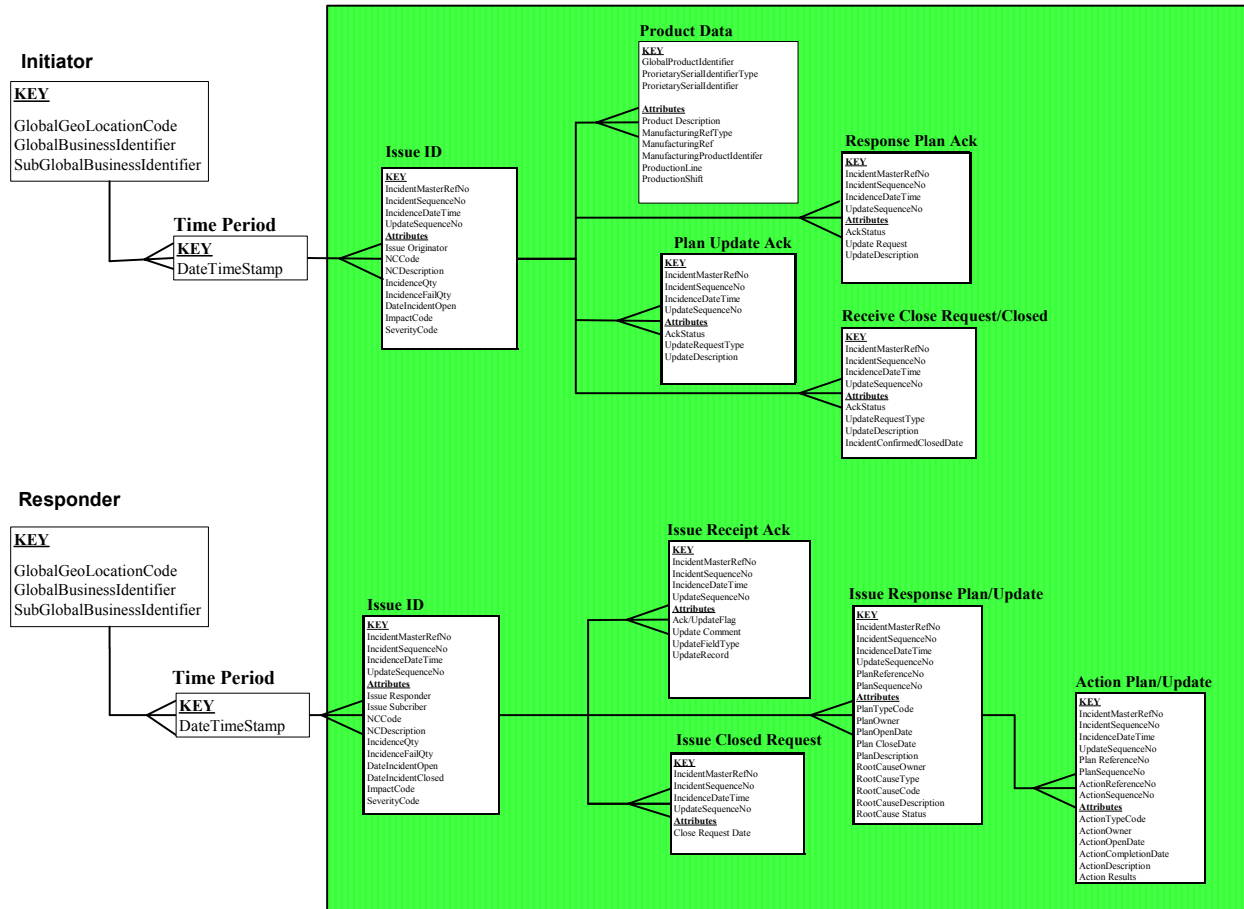 Initiator
KEY
GlobalGeoLocationCode
GlobalBusinessIdentifier
SubGlobalBusinessIdentifier
Time Period
KEY
DateTimeStamp
Issue ID
KEY
IncidentMasterRefNo
IncidentSequenceNo
IncidenceDateTime
UpdateSequenceNo
Attributes
Issue Originator
NCCode
NCDescription
IncidenceQty
IncidenceFailQty
DateIncidentOpen
ImpactCode
SeverityCode
Product Data
KEY
GlobalProductIdentifier
ProrietarySerialIdentifierType
ProrietarySerialIdentifier
Attributes
Product Description
ManufacturingRefType
ManufacturingRef
ManufacturingProductIdentifer
ProductionLine
ProductionShift
Response Plan Ack
KEY
IncidentMasterRefNo
IncidentSequenceNo
IncidenceDateTime
UpdateSequenceNo
Attributes
AckStatus
Update Request
UpdateDescription
Plan Update Ack
KEY
IncidentMasterRefNo
IncidentSequenceNo
IncidenceDateTime
UpdateSequenceNo
Attributes
AckStatus
UpdateRequestType
UpdateDescription
Receive Close Request/Closed
KEY
IncidentMasterRefNo
IncidentSequenceNo
IncidenceDateTime
UpdateSequenceNo
Attributes
AckStatus
UpdateRequestType
UpdateDescription
IncidentConfirmedClosedDate
Responder
KEY
GlobalGeoLocationCode
GlobalBusinessIdentifier
SubGlobalBusinessIdentifier
Time Period
KEY
DateTimeStamp
Issue ID
KEY
IncidentMasterRefNo
IncidentSequenceNo
IncidenceDateTime
UpdateSequenceNo
Attributes
Issue Responder
Issue Subcriber
NCCode
NCDescription
IncidenceQty
IncidenceFailQty
DateIncidentOpen
DateIncidentClosed
ImpactCode
SeverityCode
Issue Receipt Ack
KEY
IncidentMasterRefNo
IncidentSequenceNo
IncidenceDateTime
UpdateSequenceNo
Attributes
Ack/UpdateFlag
Update Comment
UpdateFieldType
UpdateRecord
Issue Closed Request
KEY
IncidentMasterRefNo
IncidentSequenceNo
IncidenceDateTime
UpdateSequenceNo
Attributes
Close Request Date
Issue Response Plan/Update
KEY
IncidentMasterRefNo
IncidentSequenceNo
IncidenceDateTime
UpdateSequenceNo
PlanReferenceNo
PlanSequenceNo
Attributes
PlanTypeCode
PlanOwner
PlanOpenDate
Plan CloseDate
PlanDescription
RootCauseOwner
RootCauseType
RootCauseCode
RootCauseDescription
RootCause Status
Action Plan/Update
KEY
IncidentMasterRefNo
IncidentSequenceNo
IncidenceDateTime
UpdateSequenceNo
Plan ReferenceNo
PlanSequenceNo
ActionReferenceNo
ActionSequenceNo
Attributes
ActionTypeCode
ActionOwner
ActionOpenDate
ActionCompletionDate
ActionDescription
Action Results